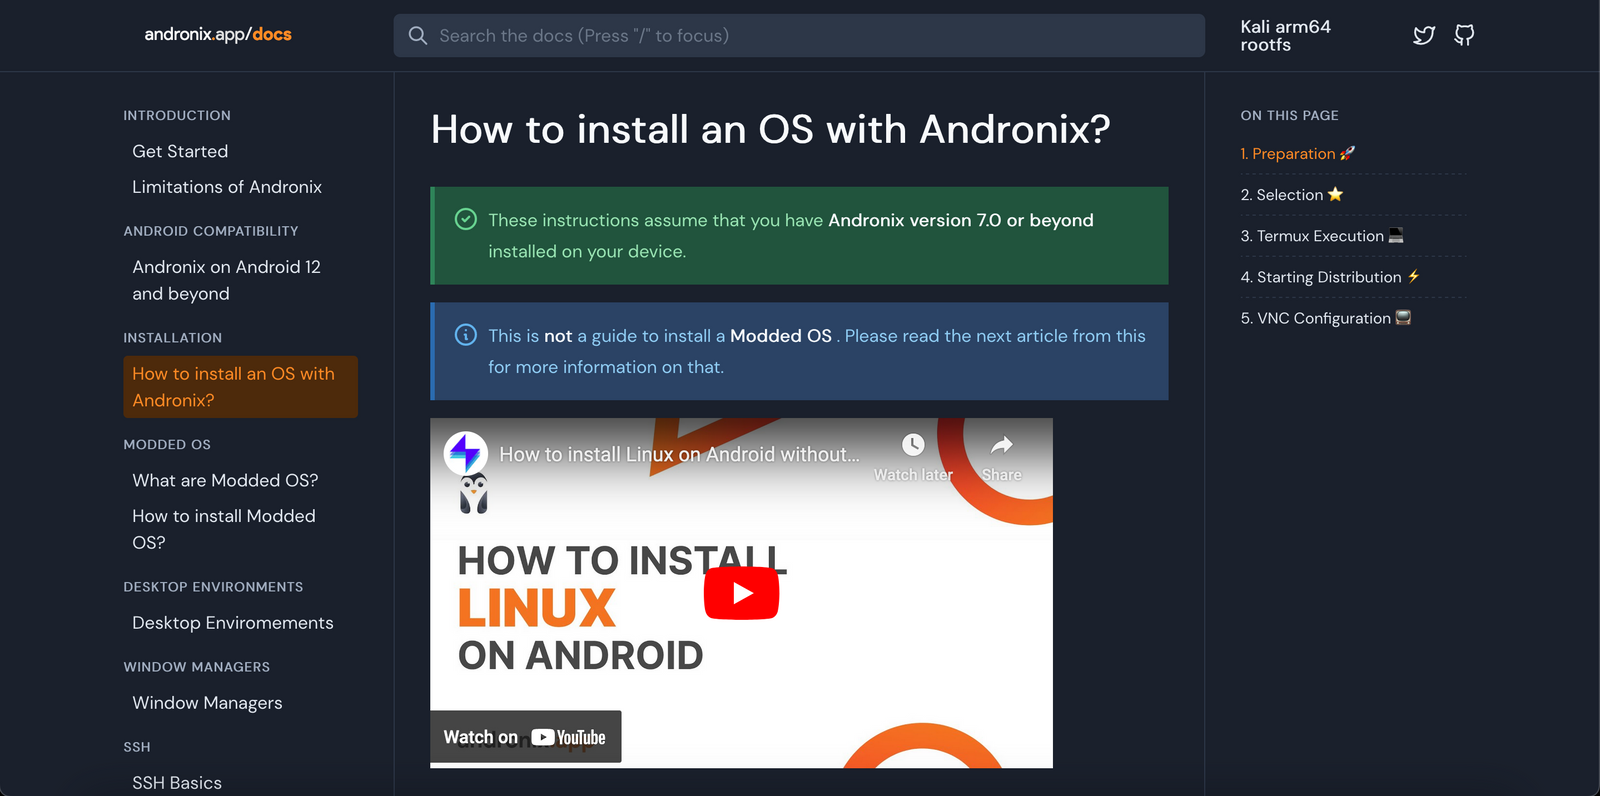 andronix.app/docs
Search the docs (Press "/" to focus)
Kali arm64
rootfs
INTRODUCTION
Get Started
Limitations of Andronix
ANDROID COMPATIBILITY
Andronix on Android 12
and beyond
INSTALLATION
How to install an OS with
Andronix?
MODDED OS
What are Modded OS?
How to install Modded
OS?
DESKTOP ENVIRONMENTS
Desktop Enviromements
WINDOW MANAGERS
Window Managers
SSH
SSH Basics
How to install an OS with Andronix?
These instructions assume that you have Andronix version 7.0 or beyond
installed on your device.
This is not a guide to install a Modded OS . Please read the next article from this
for more information on that.
How to install Linux on Android without...
Watch later
Share
HOW TO INSTALL
LINUX
ON ANDROID
Watch on YouTube
andronix.app
ON THIS PAGE
1. Preparation 🚀
2. Selection ⭐
3. Termux Execution 💻
4. Starting Distribution ⚡
5. VNC Configuration 📺